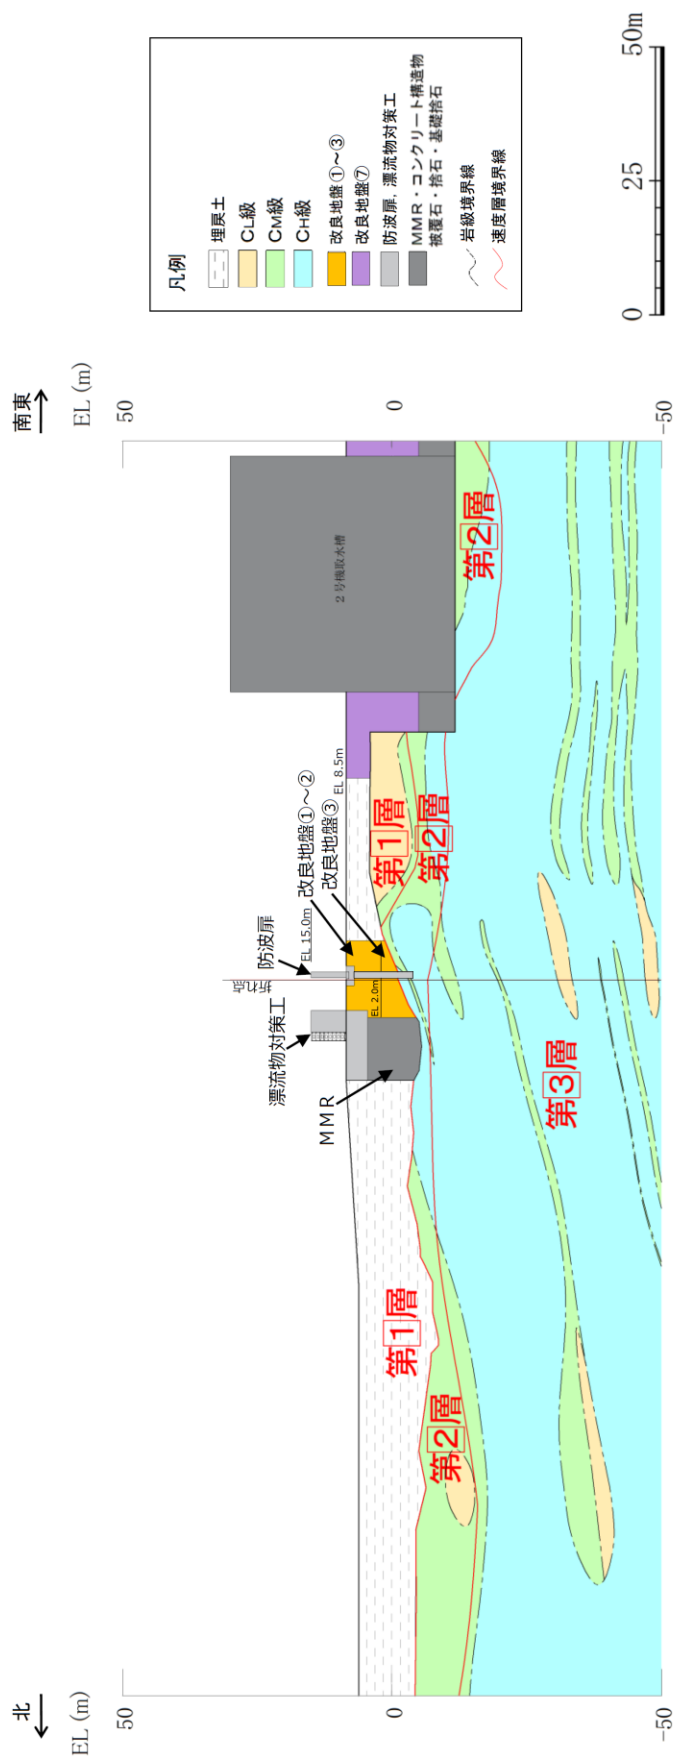 北
南東
EL (m)
EL (m)
50
0
-50
50
0
-50
漂流物対策工
折れ点
防波扉
EL 15.0m
改良地盤①～②
改良地盤③
EL 8.5m
EL 2.0m
MMR
2号機取水槽
第1層
第2層
第1層
第2層
第2層
第3層
凡例
埋戻土
CL級
CM級
CH級
改良地盤①～③
改良地盤⑦
防波扉，漂流物対策工
MMR・コンクリート構造物
被覆石・捨石・基礎捨石
岩級境界線
速度層境界線
0
25
50m